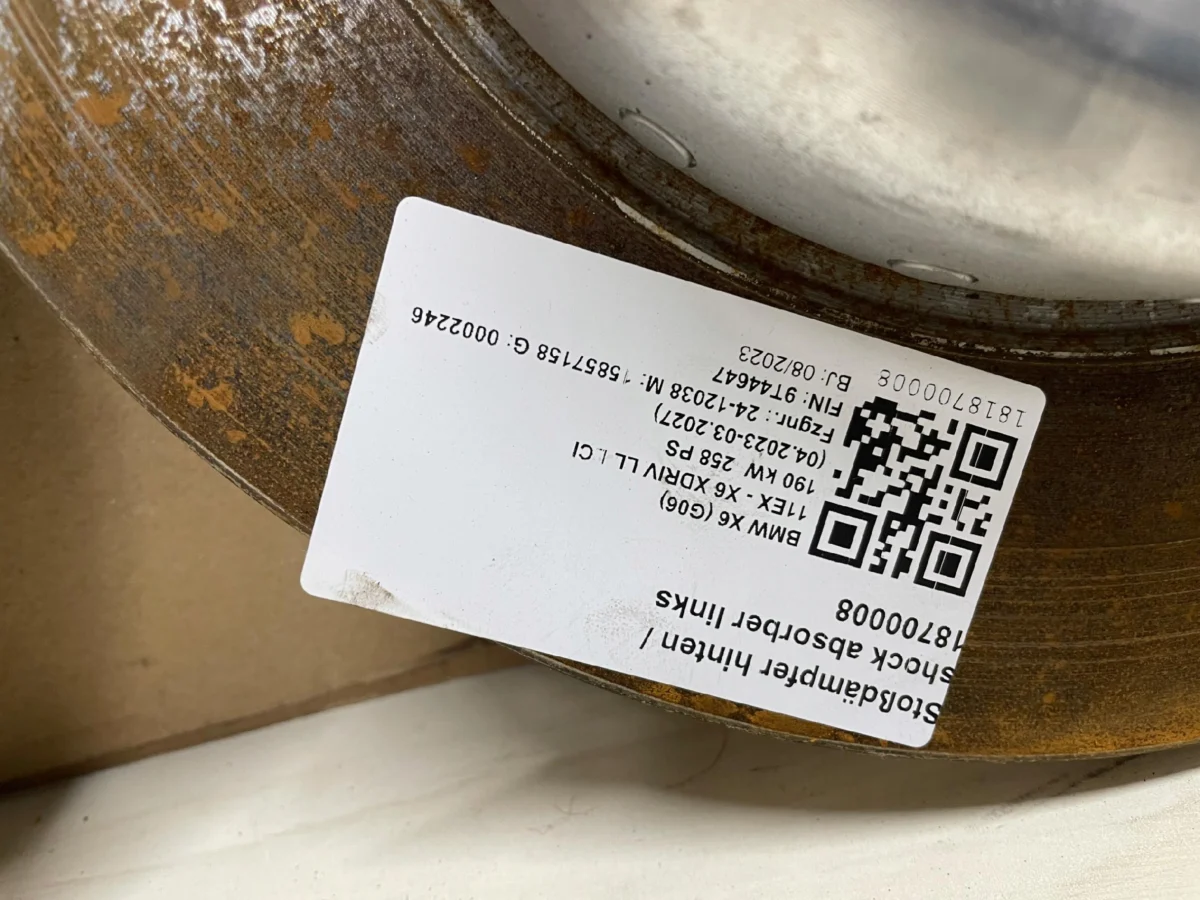 Stoßdämpfer hinten /
shock absorber links
18700008
BMW X6 (G06)
11EX - X6 XDRIV LL LCI
190 kW 258 PS
(04.2023-03.2027)
Fzgnr.: 24-12038 M: 15857158 G: 0002246
FIN: 9T44647
BJ: 08/2023
1818700008